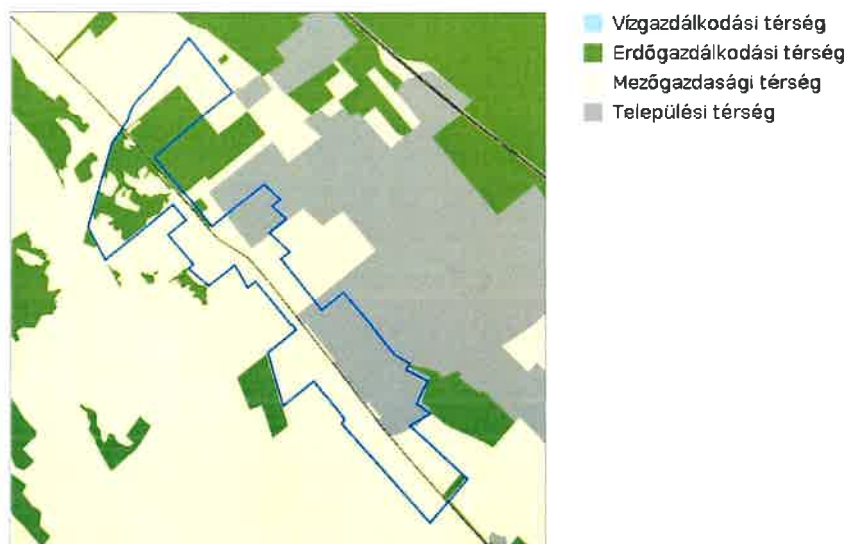 Vízgazdálkodási térség
Erdőgazdálkodási térség
Mezőgazdasági térség
Települési térség